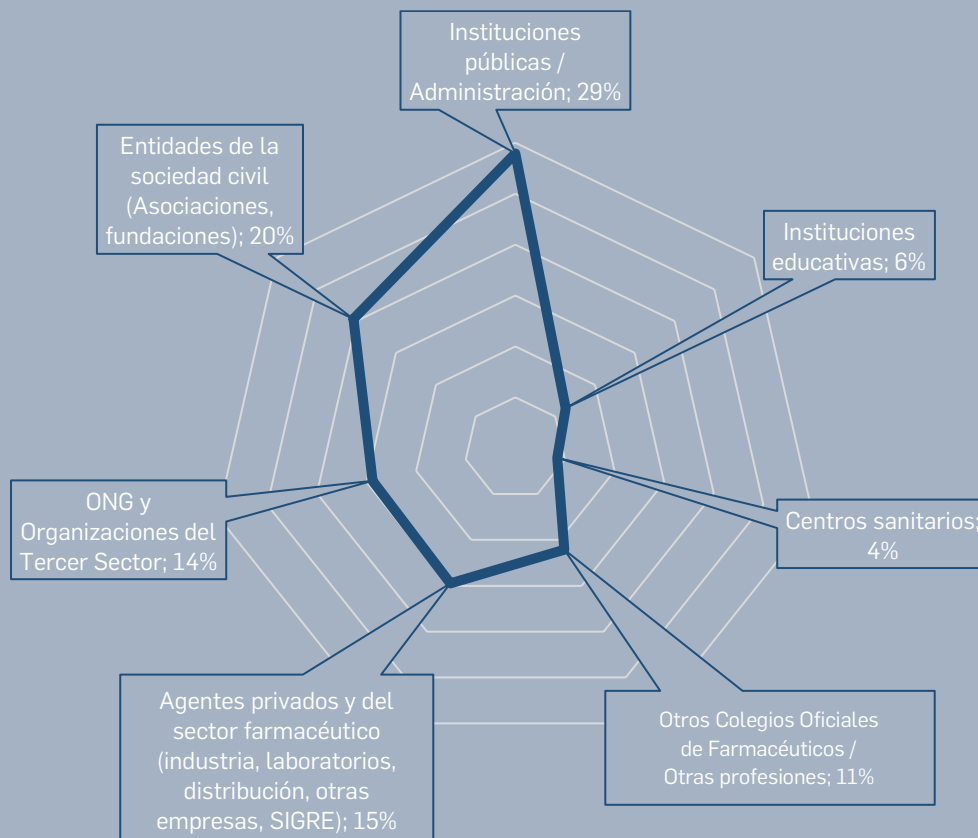 Instituciones
públicas /
Administración; 29%
Entidades de la
sociedad civil
(Asociaciones,
fundaciones); 20%
Instituciones
educativas; 6%
ONG y
Organizaciones del
Tercer Sector; 14%
Centros sanitarios;
4%
Agentes privados y del
sector farmacéutico
(industria, laboratorios,
distribución, otras
empresas, SIGRE); 15%
Otros Colegios Oficiales
de Farmacéuticos /
Otras profesiones; 11%